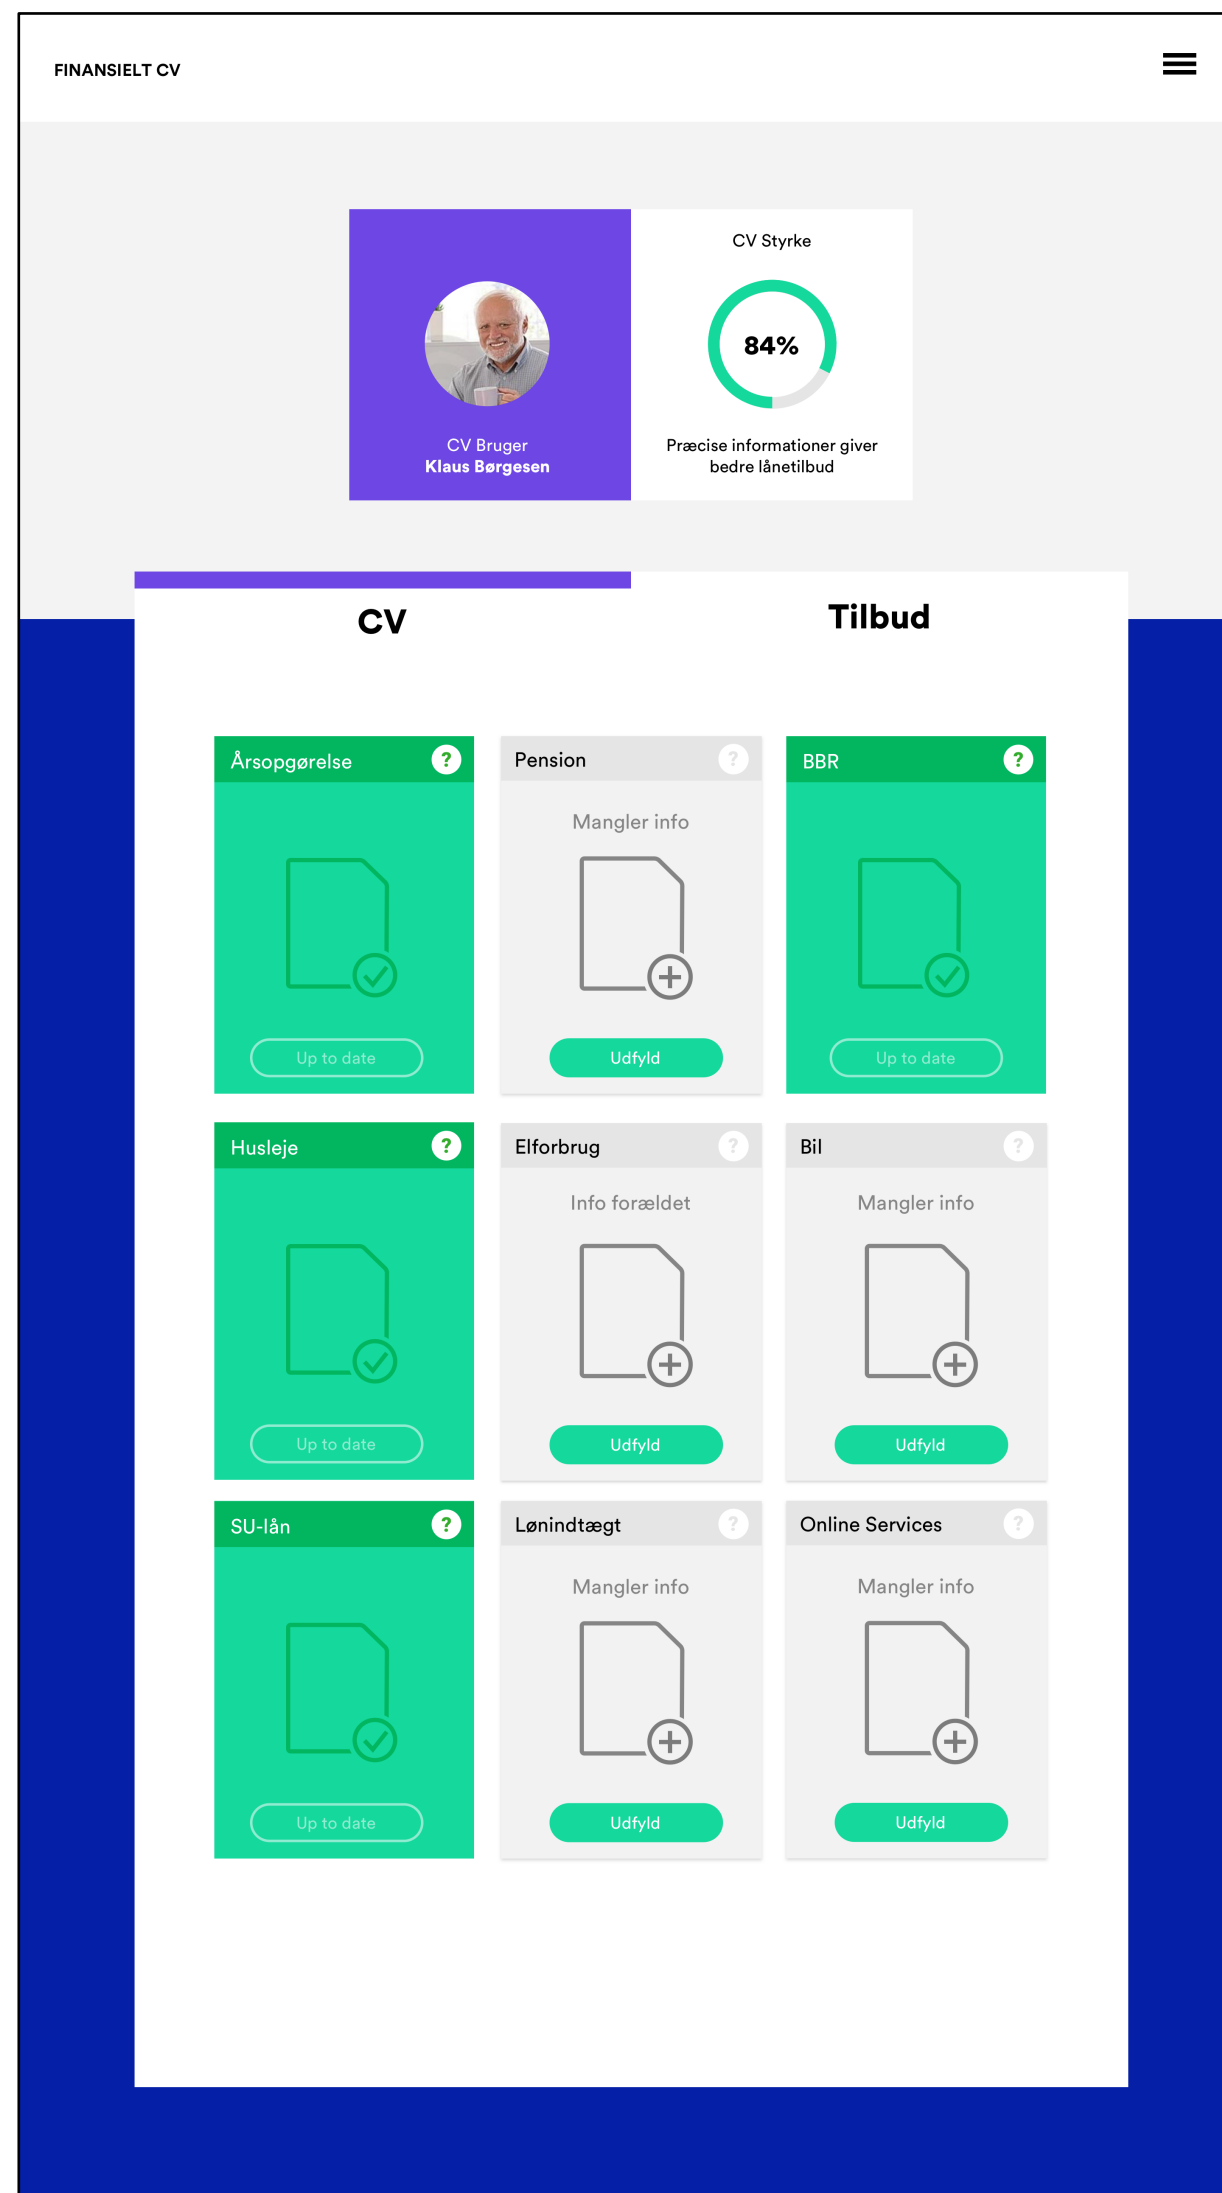 FINANSIELT CV
CV Styrke
84%
CV Bruger
Klaus Børgesen
Præcise informationer giver
bedre lånetilbud
CV
Tilbud
Årsopgørelse ?
Pension ?
BBR ?
Mangler info
Up to date
Udfyld
Up to date
Husleje ?
Elforbrug ?
Bil ?
Info forældet
Mangler info
Up to date
Udfyld
Udfyld
SU-lån ?
Lønindtægt ?
Online Services ?
Mangler info
Mangler info
Up to date
Udfyld
Udfyld